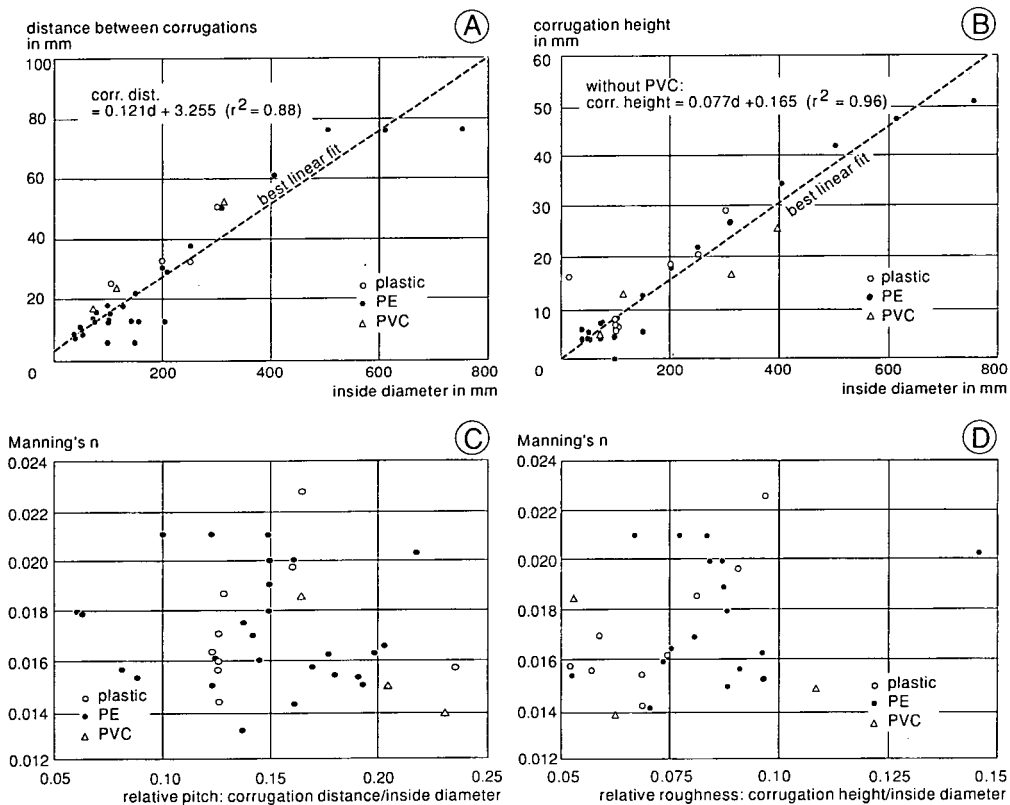 distance between corrugations
in mm
A
100
80
60
40
20
0
200
400
600
800
inside diameter in mm
corr. dist.
= 0.121d + 3.255 (r² = 0.88)
best linear fit
plastic
PE
PVC
corrugation height
in mm
B
60
50
40
30
20
10
0
200
400
600
800
inside diameter in mm
without PVC:
corr. height = 0.077d +0.165 (r² = 0.96)
best linear fit
plastic
PE
PVC
Manning's n
C
0.024
0.022
0.020
0.018
0.016
0.014
0.012
0.05
0.10
0.15
0.20
0.25
plastic
PE
PVC
relative pitch: corrugation distance/inside diameter
Manning's n
D
0.024
0.022
0.020
0.018
0.016
0.014
0.012
0.05
0.075
0.10
0.125
0.15
plastic
PE
PVC
relative roughness: corrugation height/inside diameter